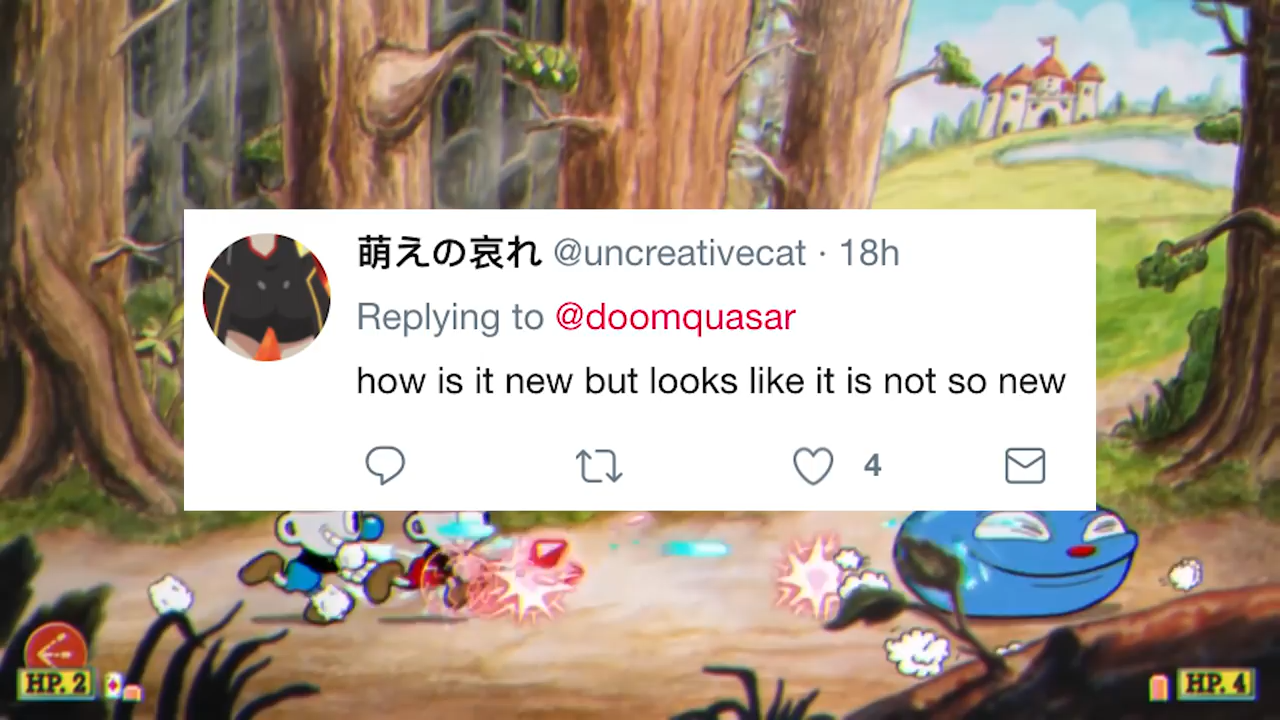 萌えの哀れ @uncreativecat · 18h
Replying to @doomquasar
how is it new but looks like it is not so new
4
HP. 2
HP. 4